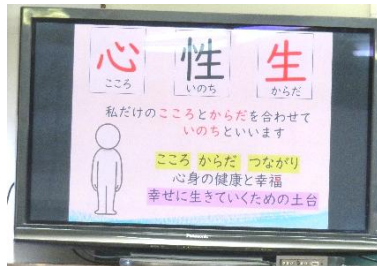 心 性 生
こころ いのち からだ
私だけのこころとからだを合わせて
いのちといいます
こころ からだ つながり
心身の健康と幸福
幸せに生きていくための土台
Panasonic